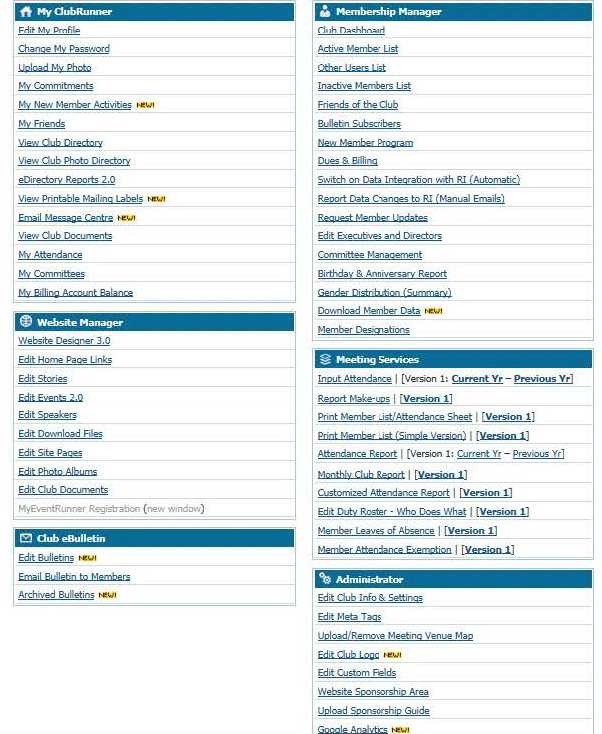 My ClubRunner
Edit My Profile
Change My Password
Upload My Photo
My Commitments
My New Member Activities NEW!
My Friends
View Club Directory
View Club Photo Directory
eDirectory Reports 2.0
View Printable Mailing Labels NEW!
Email Message Centre NEW!
View Club Documents
My Attendance
My Committees
My Billing Account Balance
Website Manager
Website Designer 3.0
Edit Home Page Links
Edit Stories
Edit Events 2.0
Edit Speakers
Edit Download Files
Edit Site Pages
Edit Photo Albums
Edit Club Documents
MyEventRunner Registration (new window)
Club eBulletin
Edit Bulletins NEW!
Email Bulletin to Members
Archived Bulletins NEW!
Membership Manager
Club Dashboard
Active Member List
Other Users List
Inactive Members List
Friends of the Club
Bulletin Subscribers
New Member Program
Dues & Billing
Switch on Data Integration with RI (Automatic)
Report Data Changes to RI (Manual Emails)
Request Member Updates
Edit Executives and Directors
Committee Management
Birthday & Anniversary Report
Gender Distribution (Summary)
Download Member Data NEW!
Member Designations
Meeting Services
Input Attendance | [Version 1: Current Yr – Previous Yr]
Report Make-ups | [Version 1]
Print Member List/Attendance Sheet | [Version 1]
Print Member List (Simple Version) | [Version 1]
Attendance Report | [Version 1: Current Yr – Previous Yr]
Monthly Club Report | [Version 1]
Customized Attendance Report | [Version 1]
Edit Duty Roster - Who Does What | [Version 1]
Member Leaves of Absence | [Version 1]
Member Attendance Exemption | [Version 1]
Administrator
Edit Club Info & Settings
Edit Meta Tags
Upload/Remove Meeting Venue Map
Edit Club Logo NEW!
Edit Custom Fields
Website Sponsorship Area
Upload Sponsorship Guide
Google Analytics NEW!